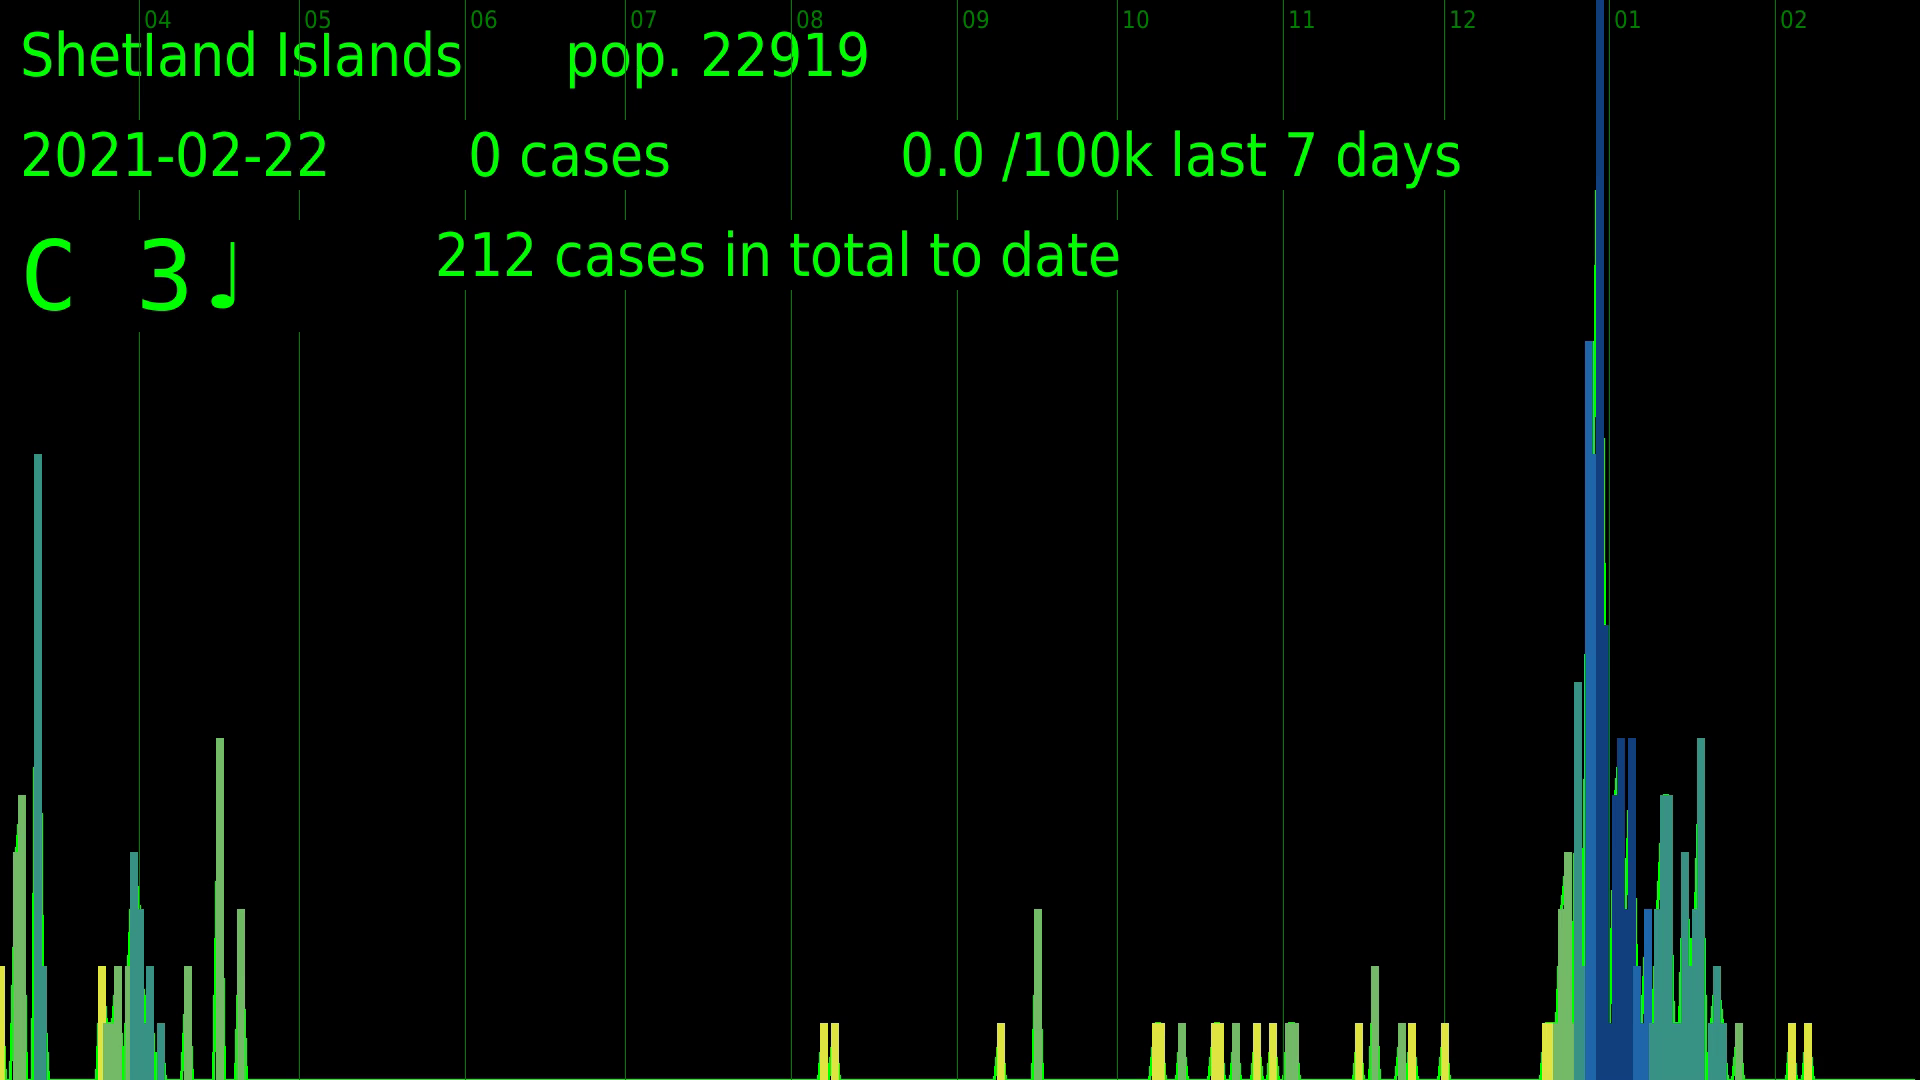 04 05 06 07 08 09 10 11 12 01 02
Shetland Islands pop. 22919
2021-02-22 0 cases 0.0 /100k last 7 days
C 3♩ 212 cases in total to date